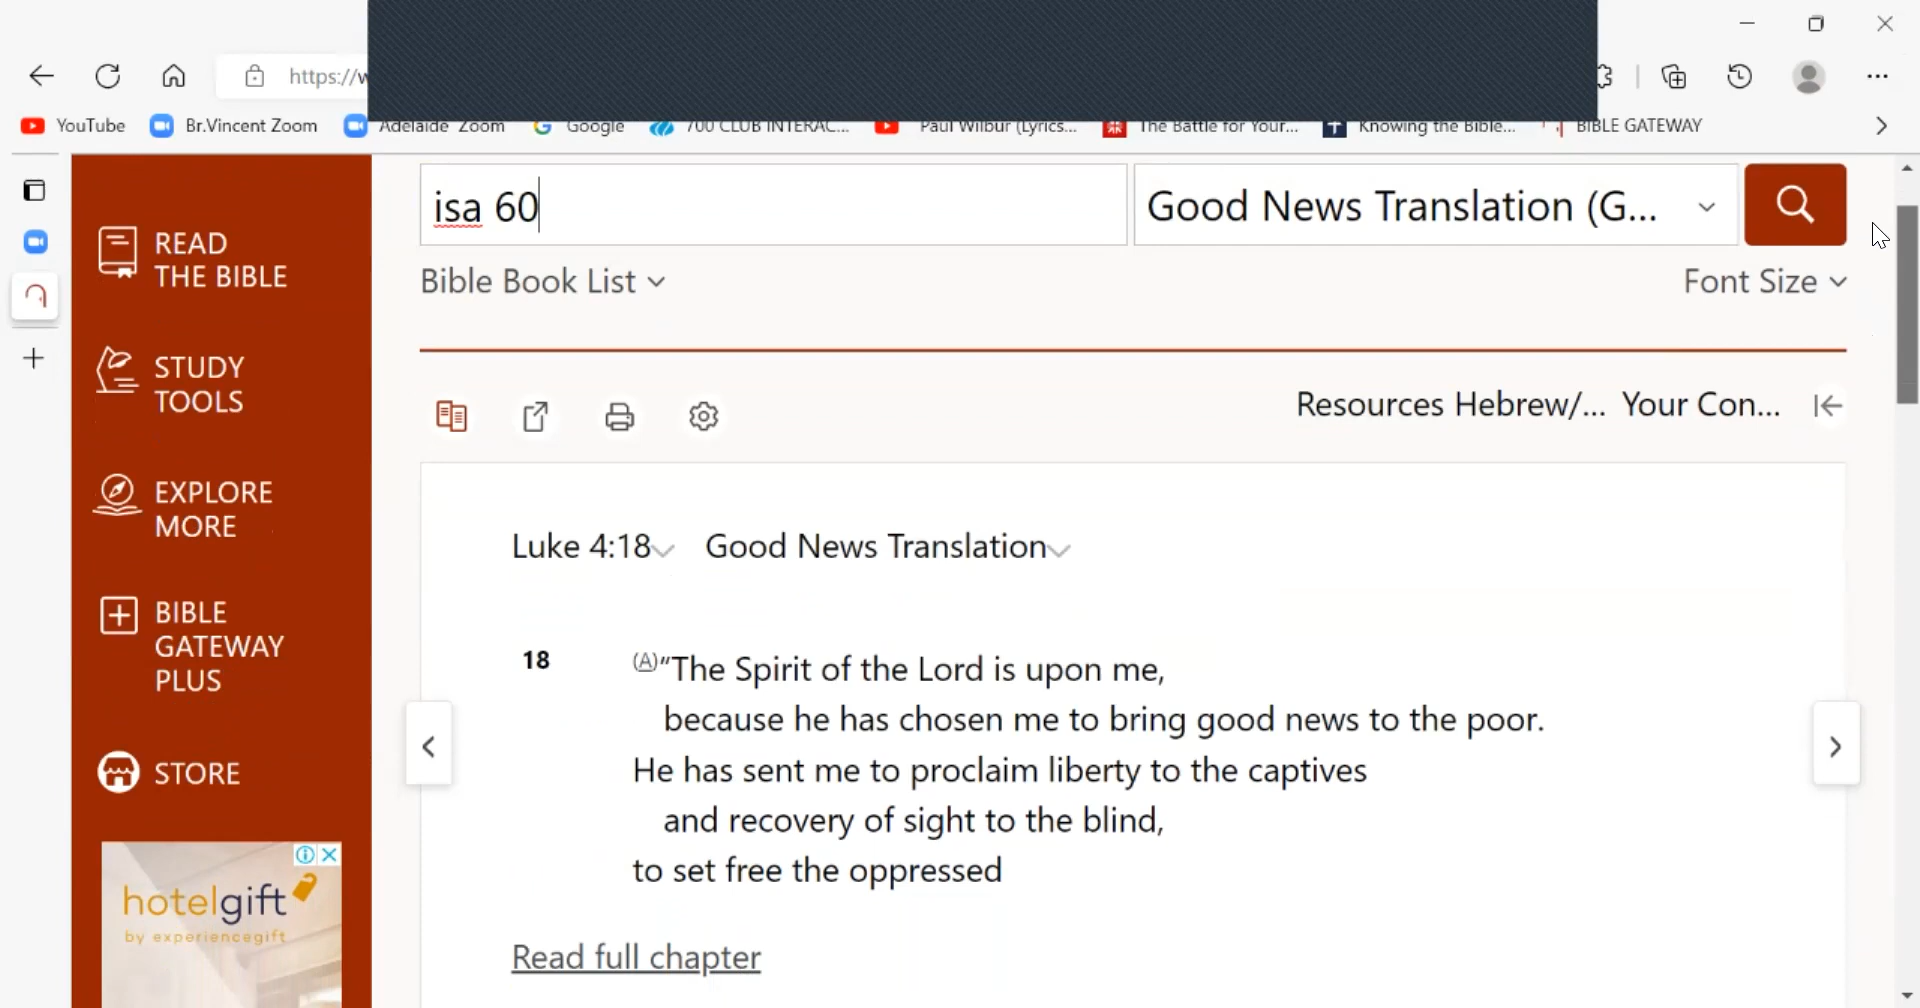 https://w
YouTube Br.Vincent Zoom Adelaide Zoom Google 700 CLUB INTERAC... Paul Wilbur (Lyrics... The Battle for Your... Knowing the Bible... BIBLE GATEWAY
isa 60 Good News Translation (G...
Bible Book List Font Size
READ
THE BIBLE
STUDY
TOOLS
EXPLORE
MORE
BIBLE
GATEWAY
PLUS
STORE
hotelgift
by experiencegift
Resources Hebrew/... Your Con...
Luke 4:18 Good News Translation
18 (A)“The Spirit of the Lord is upon me,
because he has chosen me to bring good news to the poor.
He has sent me to proclaim liberty to the captives
and recovery of sight to the blind,
to set free the oppressed
Read full chapter